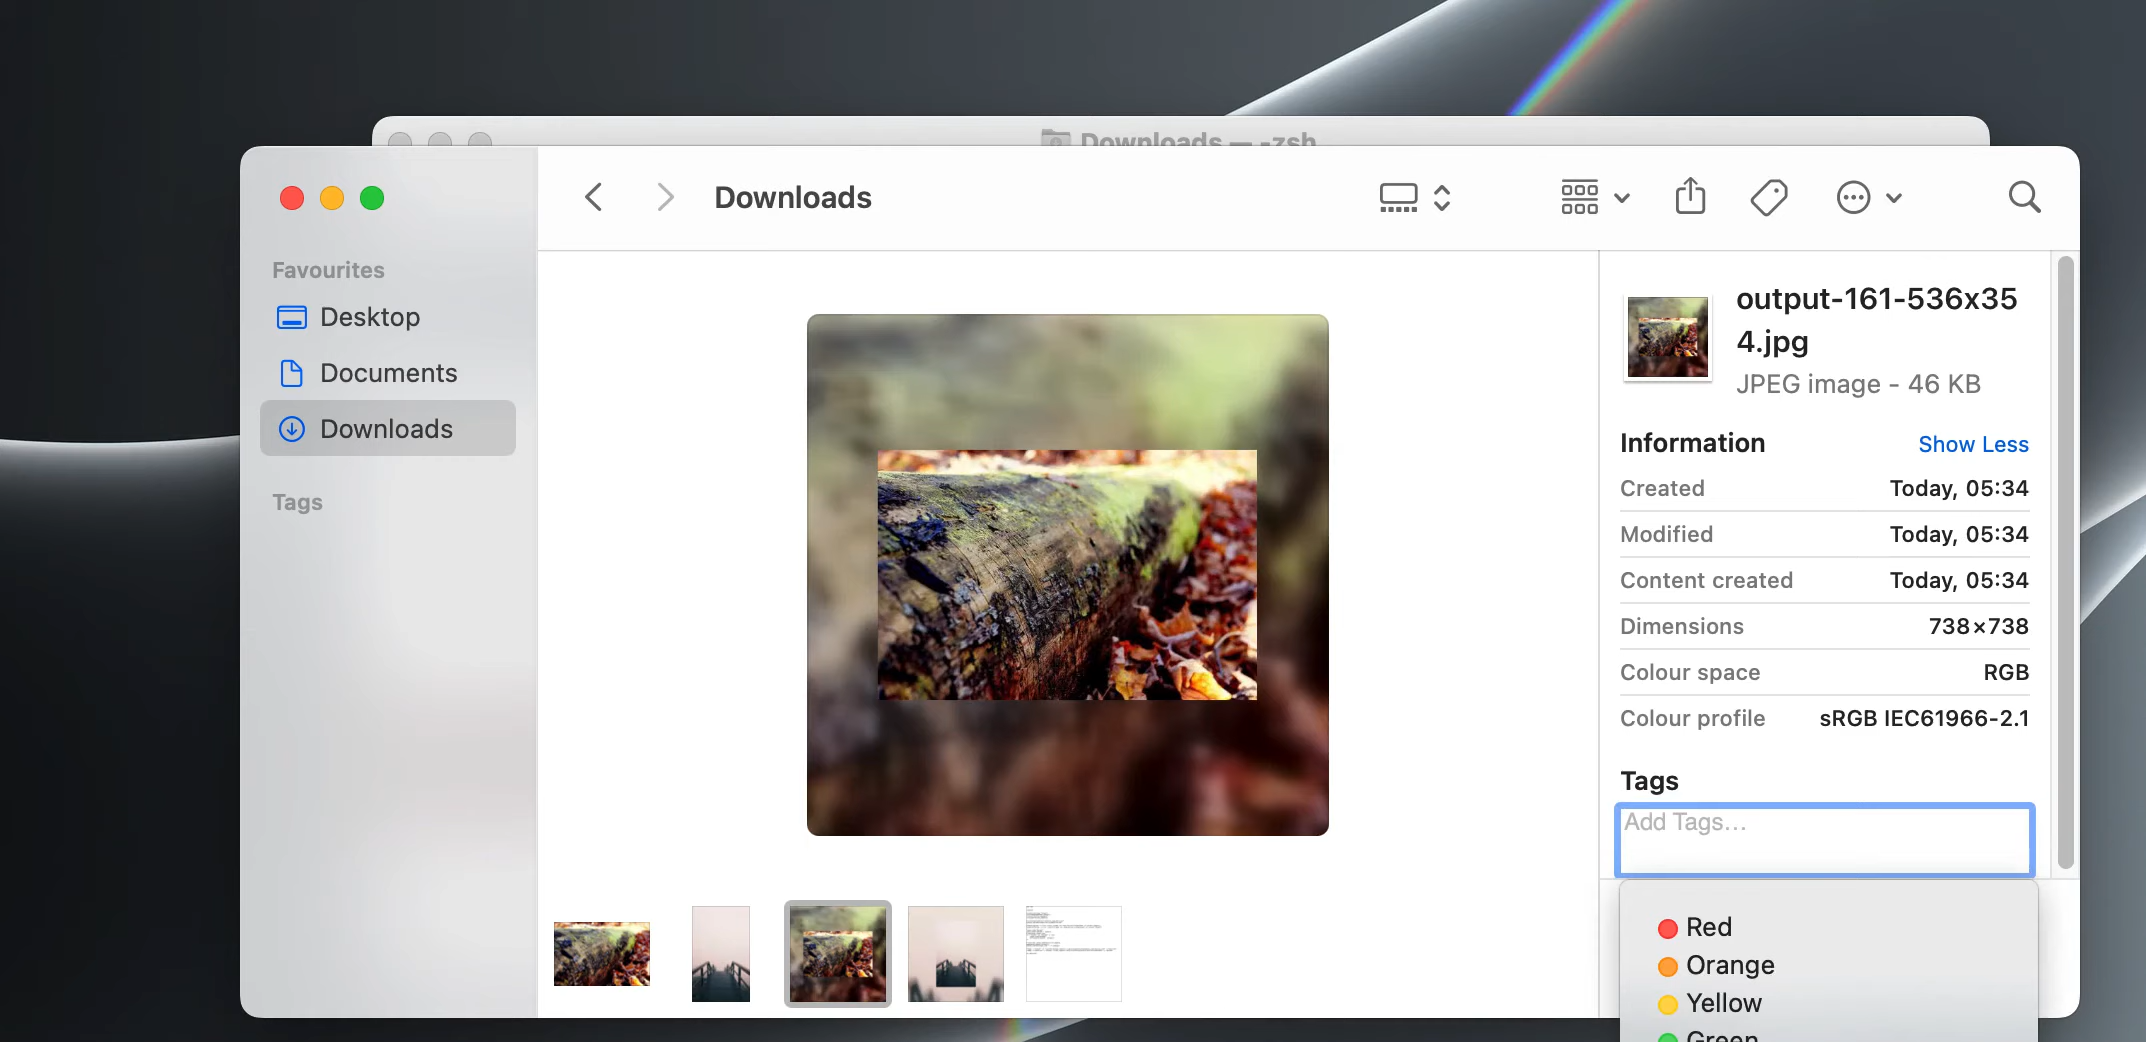 Downloads — -zsh
Downloads
Favourites
Desktop
Documents
Downloads
Tags
output-161-536x35
4.jpg
JPEG image - 46 KB
Information
Show Less
Created
Today, 05:34
Modified
Today, 05:34
Content created
Today, 05:34
Dimensions
738×738
Colour space
RGB
Colour profile
sRGB IEC61966-2.1
Tags
Add Tags...
Red
Orange
Yellow
Green